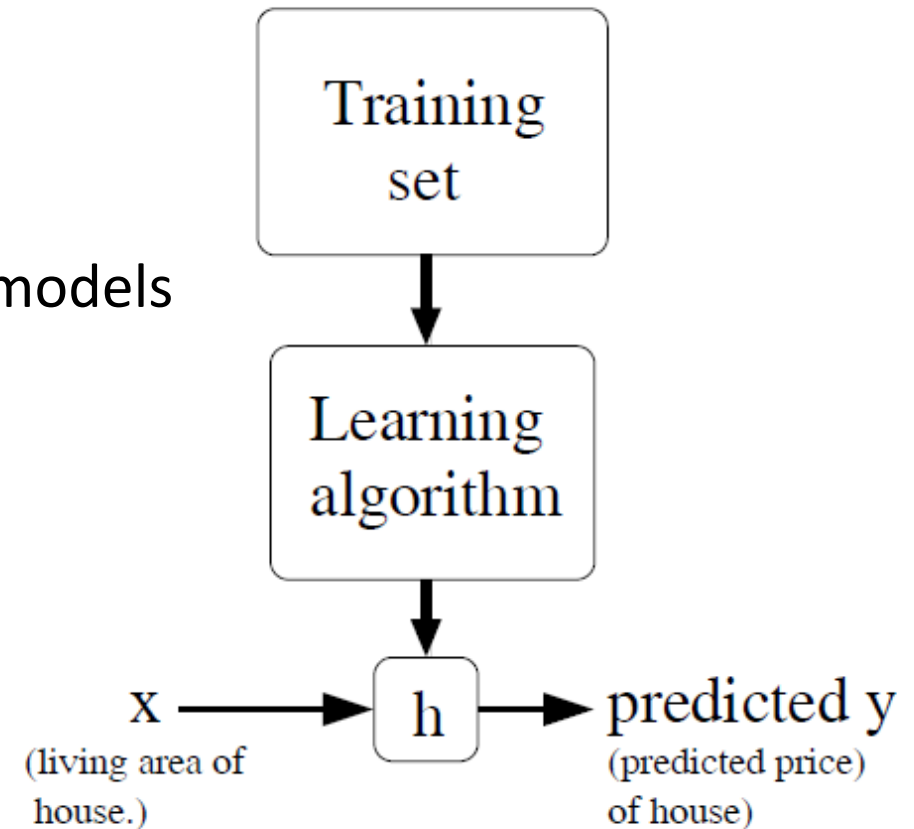 Training
set
models
Learning
algorithm
x
h
predicted y
(living area of
house.)
(predicted price)
of house)